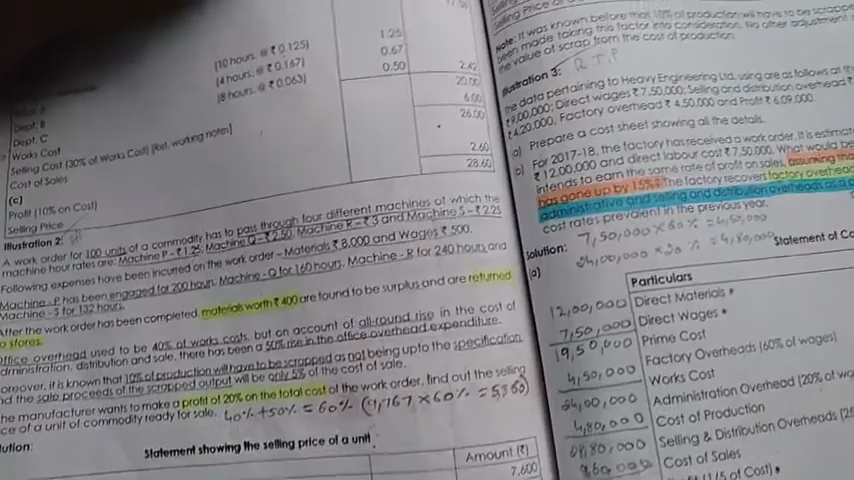 (10 hours. @ ₹ 0.125)
1.25
(4 hours. @ ₹ 0.167)
0.67
(8 hours. @ ₹ 0.063)
0.50
2.42
Dept. B
20.00
Dept. C
6.00
Works Cost
26.00
Selling Cost (30% of Works Cost) [Ref. working notes]
Cost of Sales
2.60
(c)
28.60
Profit (10% on Cost)
Selling Price
Illustration 2:
A work order for 100 units of a commodity has to pass through four different machines of which the
machine hour rates are: Machine P – ₹ 1.25, Machine Q – ₹ 2.50, Machine R – ₹ 3 and Machine S – ₹ 2.25
Following expenses have been incurred on the work order – Materials ₹ 8,000 and Wages ₹ 500.
Machine - P has been engaged for 200 hours, Machine - Q for 160 hours, Machine - R for 240 hours and
Machine – S for 132 hours.
After the work order has been completed, materials worth ₹ 400 are found to be surplus and are returned
to stores.
Office overhead used to be 40% of works costs, but on account of all-round rise in the cost of
administration, distribution and sale, there has been a 50% rise in the office overhead expenditure.
Moreover, it is known that 10% of production will have to be scrapped as not being upto the specification
and the sale proceeds of the scrapped output will be only 5% of the cost of sale.
The manufacturer wants to make a profit of 20% on the total cost of the work order, find out the selling
price of a unit of commodity ready for sale. 40% + 50% = 60% (9,767 × 60% = 5,360)
Solution:
Statement showing the selling price of a unit
Amount (₹)
7,600
Selling Price of
Note: It was known before that 10% of production will have to be scrapped
been made taking this factor into consideration. No other adjustment
the value of scrap from the cost of production.
Illustration 3:
The data pertaining to Heavy Engineering Ltd. using are as follows at the
₹ 9,00,000; Direct wages ₹ 7,50,000; Selling and distribution overhead ₹
₹ 4,20,000, Factory overhead ₹ 4,50,000 and Profit ₹ 6,09,000.
a) Prepare a cost sheet showing all the details.
b) For 2017-18, the factory has received a work order. It is estimated
₹ 12,00,000 and direct labour cost ₹ 7,50,000. What would be
intends to earn the same rate of profit on sales, assuming that
has gone up by 15%? The factory recovers factory overhead
administrative and selling and distribution overheads as a p
cost rates prevalent in the previous year.
7,50,000 × 60% = 4,50,000
Solution:
24,00,000 × 20% = 4,80,000
(a)
Statement of Co
Particulars
12,00,000
Direct Materials
7,50,000
Direct Wages
19,50,000
Prime Cost
4,50,000
Factory Overheads (60% of wages)
24,00,000
Works Cost
4,80,000
Administration Overhead (20% of wo
28,80,000
Cost of Production
Selling & Distribution Overheads (25
Cost of Sales
(1/5 of Cost)